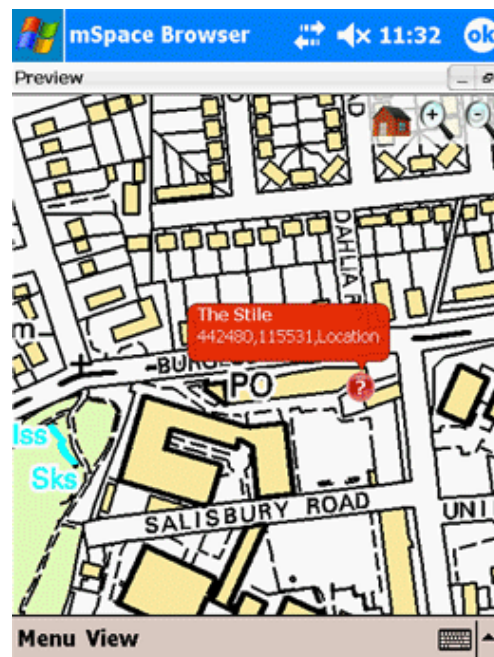 mSpace Browser 11:32 ok
Preview
DAHLIA R
The Stile
442480,115531,Location
m
BURG
PO
?
Iss
Sks
SALISBURY ROAD
UNI
Menu View